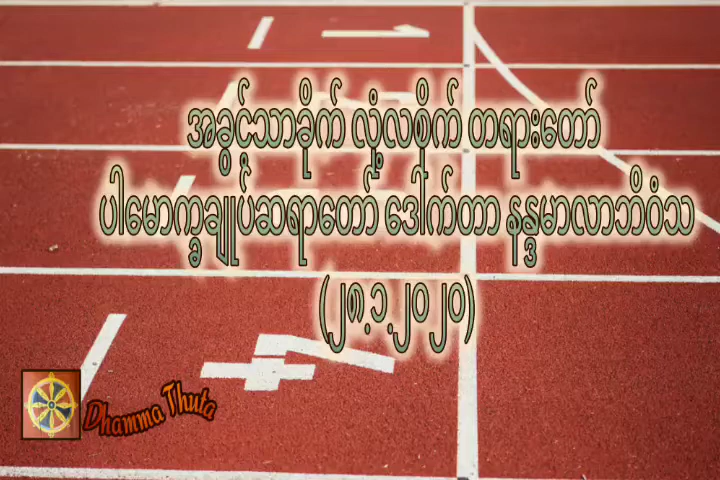 အခွင့်သာခိုက် လုံ့လစိုက် တရားတော်
ပါမောက္ခချုပ်ဆရာတော် ဒေါက်တာ နန္ဒမာလာဘိဝံသ
(၂၈.၁.၂၀၂၀)
4
Dhamma Thuta